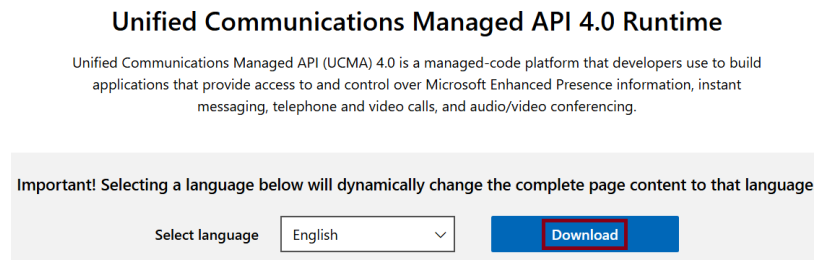 Unified Communications Managed API 4.0 Runtime
Unified Communications Managed API (UCMA) 4.0 is a managed-code platform that developers use to build
applications that provide access to and control over Microsoft Enhanced Presence information, instant
messaging, telephone and video calls, and audio/video conferencing.
Important! Selecting a language below will dynamically change the complete page content to that language
Select language English Download